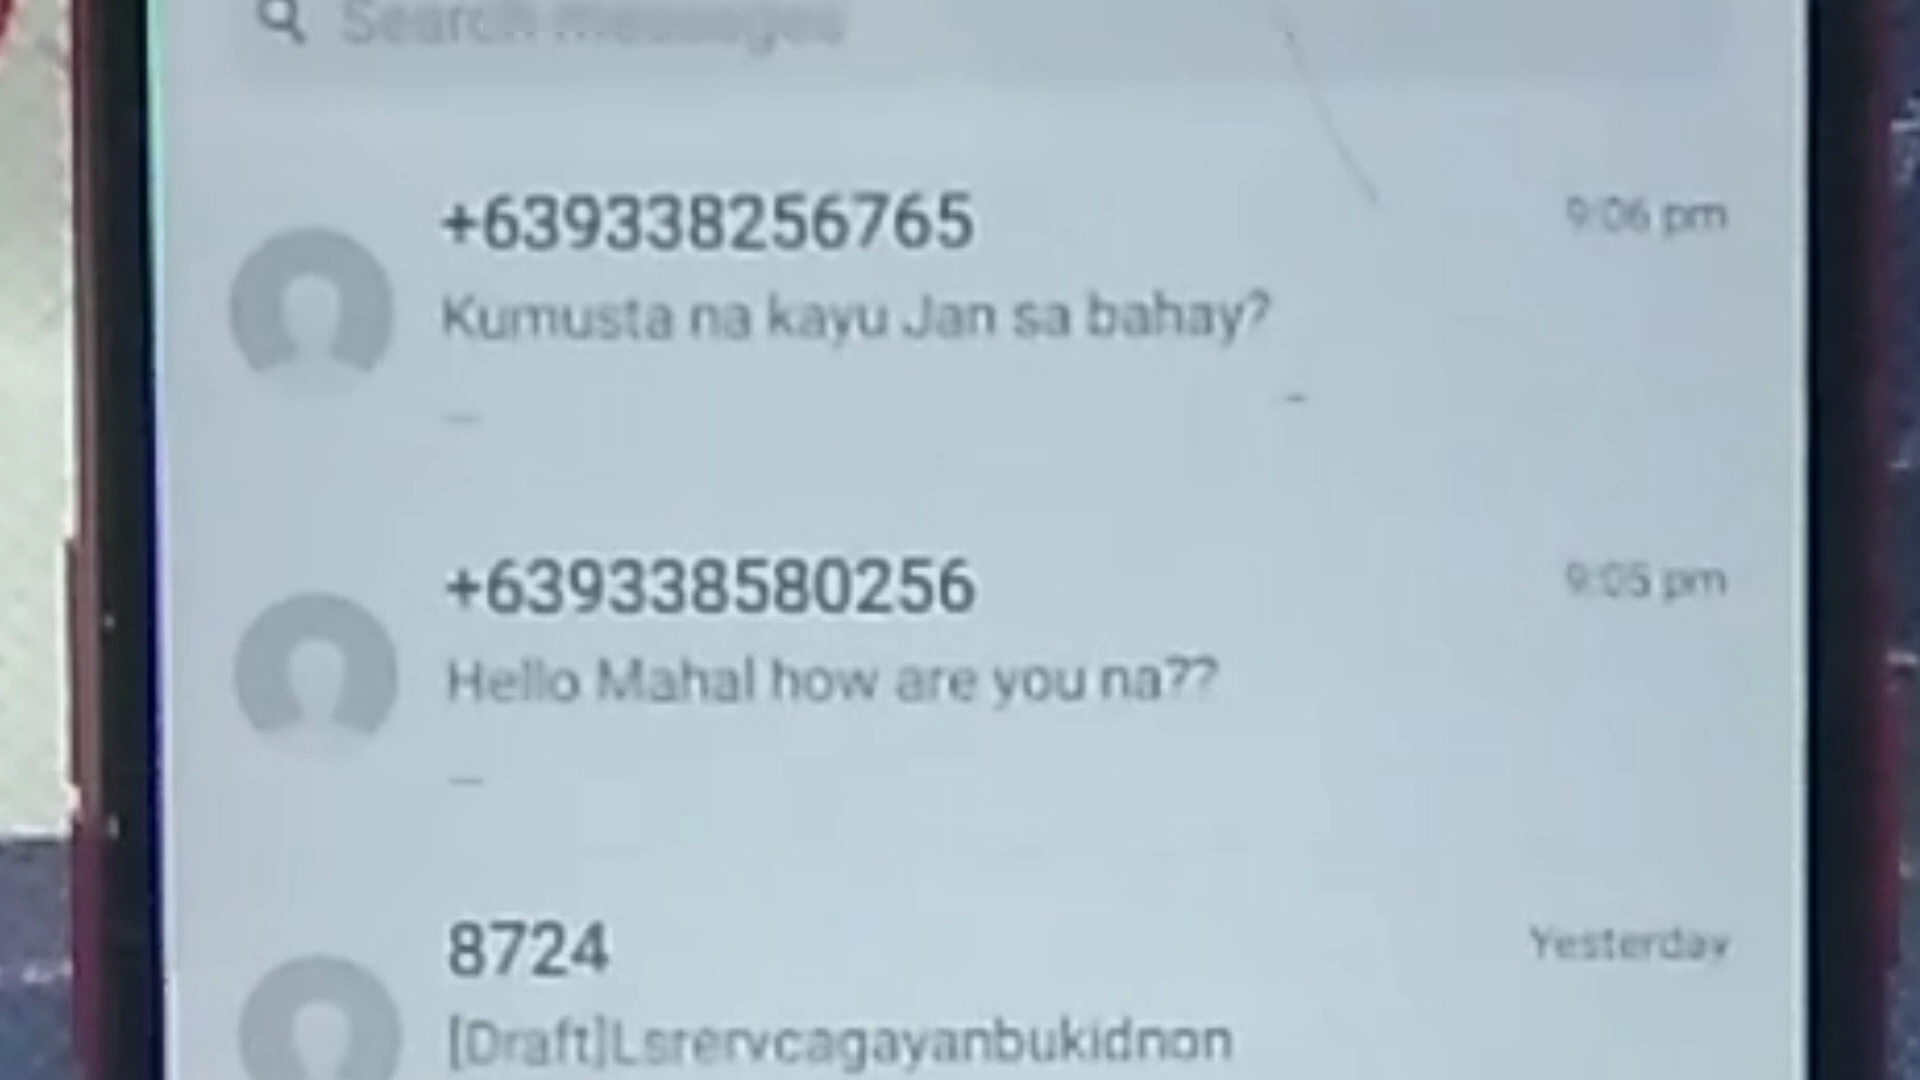 Search messages
+639338256765
9:06 pm
Kumusta na kayu Jan sa bahay?
+639338580256
9:05 pm
Hello Mahal how are you na??
8724
Yesterday
[Draft]Lsrervcagayanbukidnon